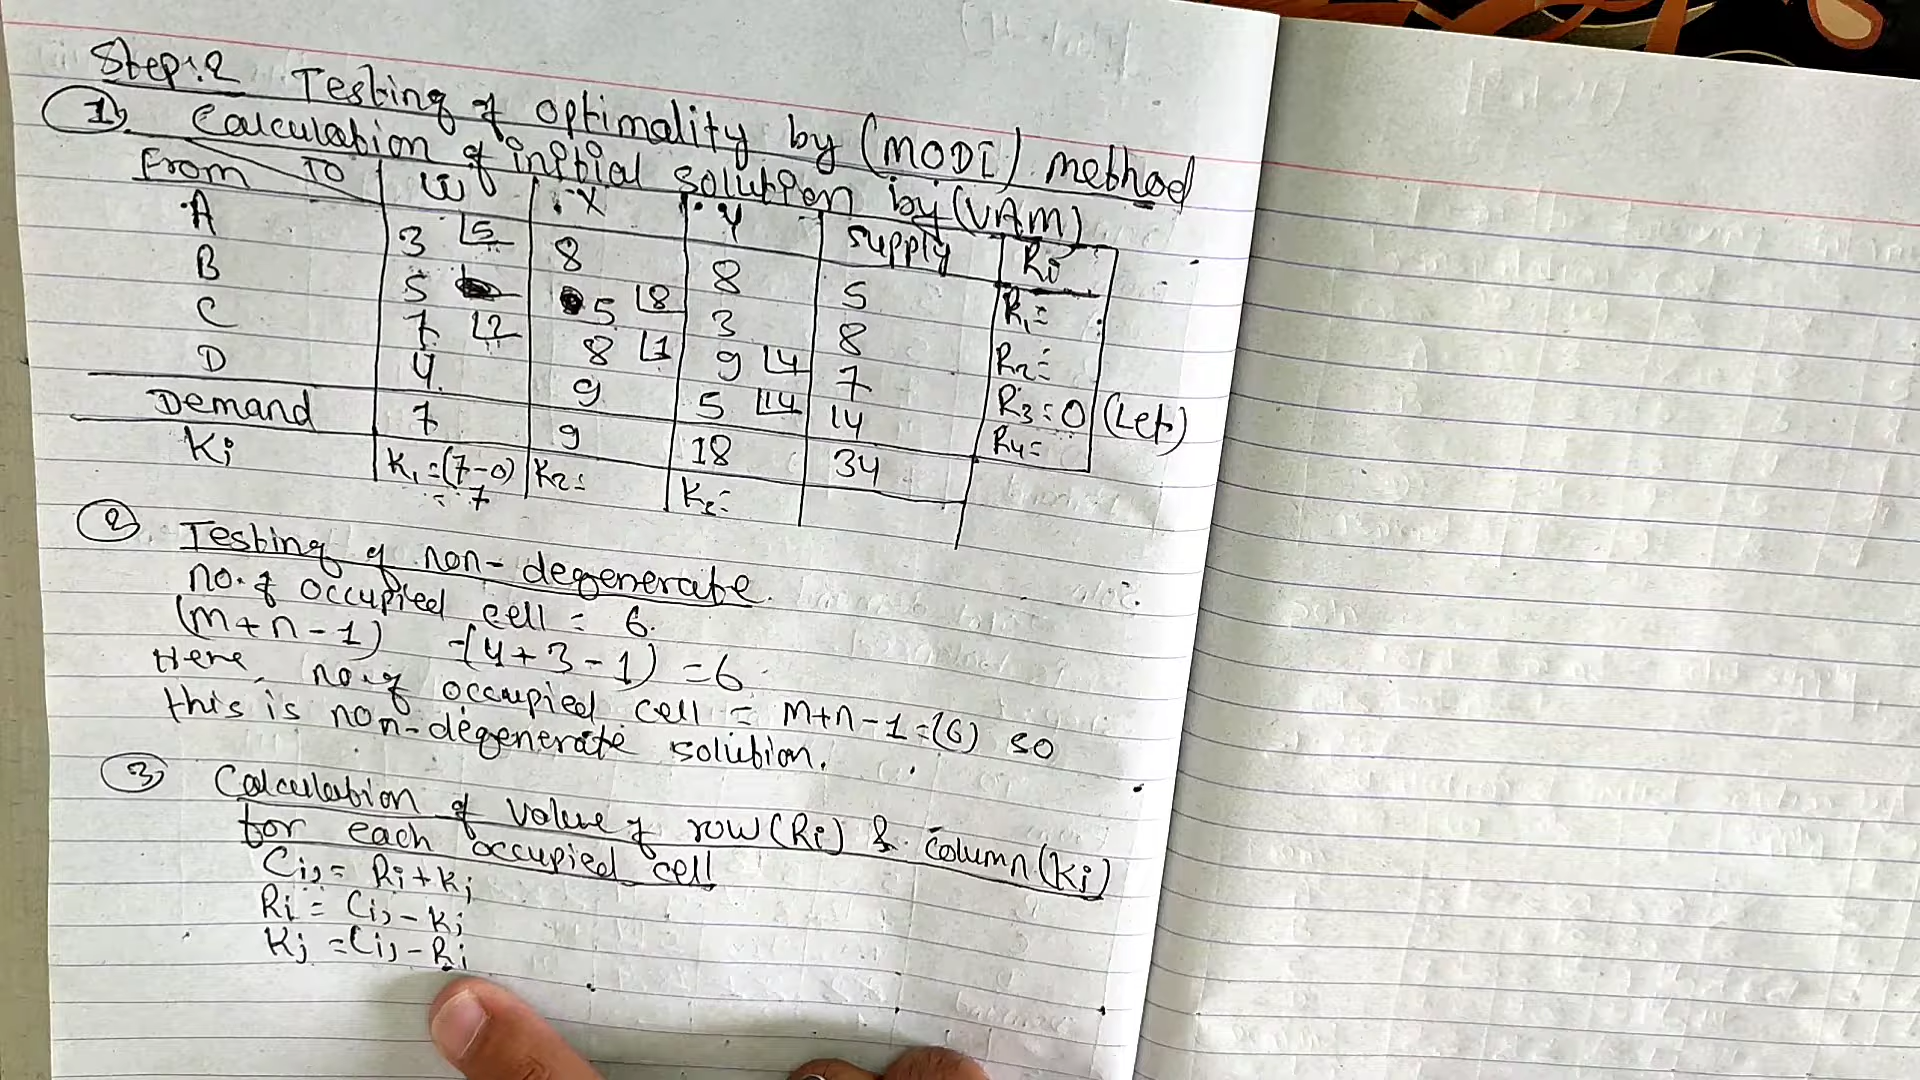 Step:2 Testing of optimality by (MODI) method
1) Calculation of initial solution by (VAM)
From TO W X Y Supply Ri
A 3 5 8 8 5 R1=
B 5 5 8 3 8 R2=
C 7 2 8 1 9 4 7 R3=0 (Let)
D 4 9 5 14 14 R4=
Demand 7 9 18 34
Kj K1=(7-0) K2= K3=
= 7
2) Testing of non-degenerate
no. of occupied cell = 6.
(m+n-1) =(4+3-1) =6
Here, no. of occupied cell = m+n-1=(6) so
this is non-degenerate solution.
3) Calculation of value of row (Ri) & column (Kj)
for each occupied cell
Cij = Ri + Kj
Ri = Cij - Kj
Kj = Cij - Ri